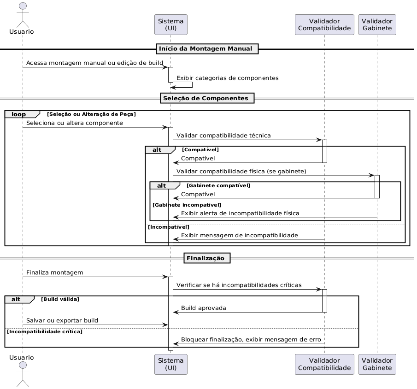 Usuario
Sistema
(UI)
Validador
Compatibilidade
Validador
Gabinete
Início da Montagem Manual
Acessa montagem manual ou edição de build
Exibir categorias de componentes
Seleção de Componentes
loop [Seleção ou Alteração de Peça]
Seleciona ou altera componente
Validar compatibilidade técnica
alt [Compatível]
Compatível
Validar compatibilidade física (se gabinete)
alt [Gabinete compatível]
Compatível
[Gabinete incompatível]
Exibir alerta de incompatibilidade física
[Incompatível]
Exibir mensagem de incompatibilidade
Finalização
Finaliza montagem
Verificar se há incompatibilidades críticas
alt [Build válida]
Build aprovada
Salvar ou exportar build
[Incompatibilidade crítica]
Bloquear finalização, exibir mensagem de erro
Usuario
Sistema
(UI)
Validador
Compatibilidade
Validador
Gabinete